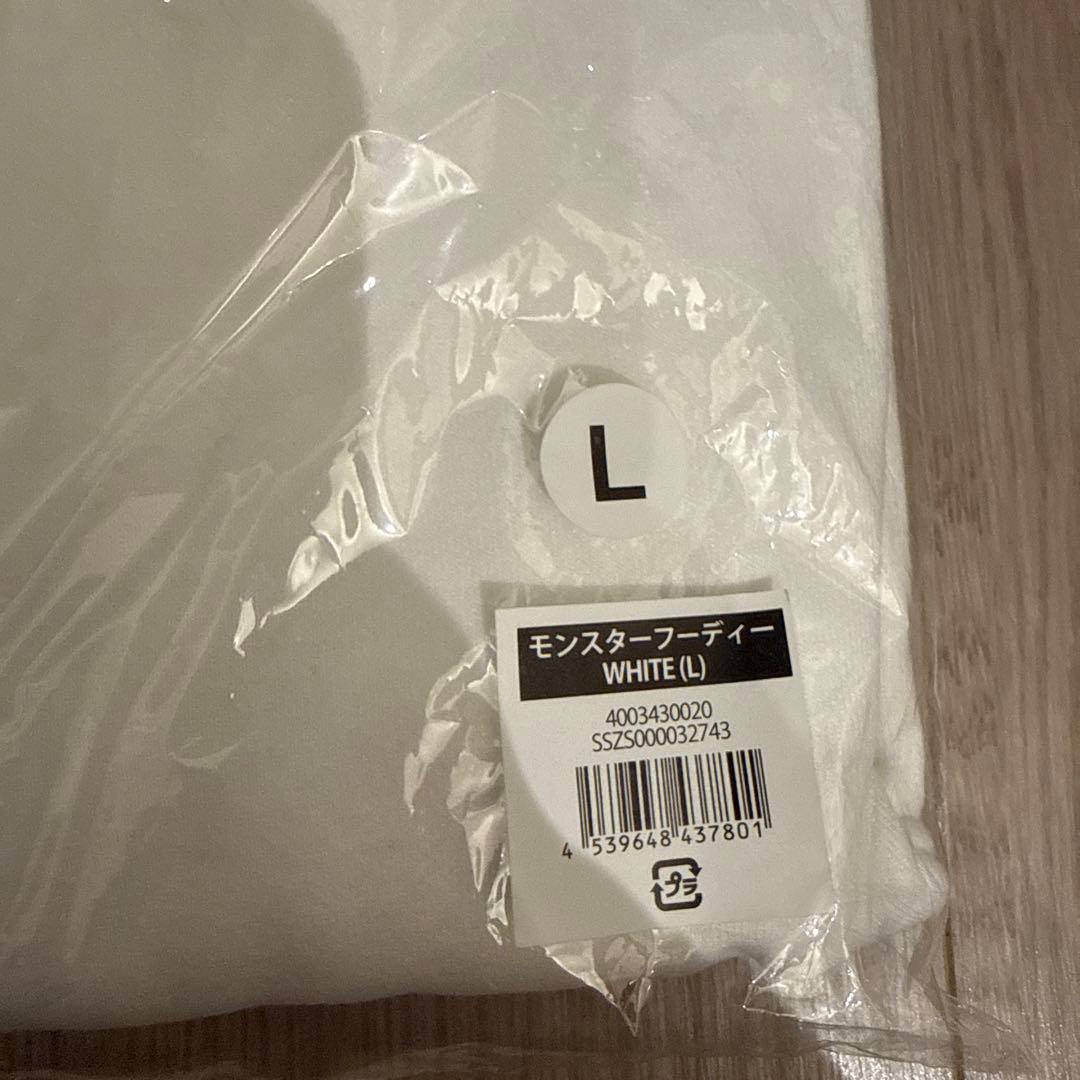 L
モンスターフーディー
WHITE (L)
4003430020
SSZS000032743
4 539648 437801
プラ